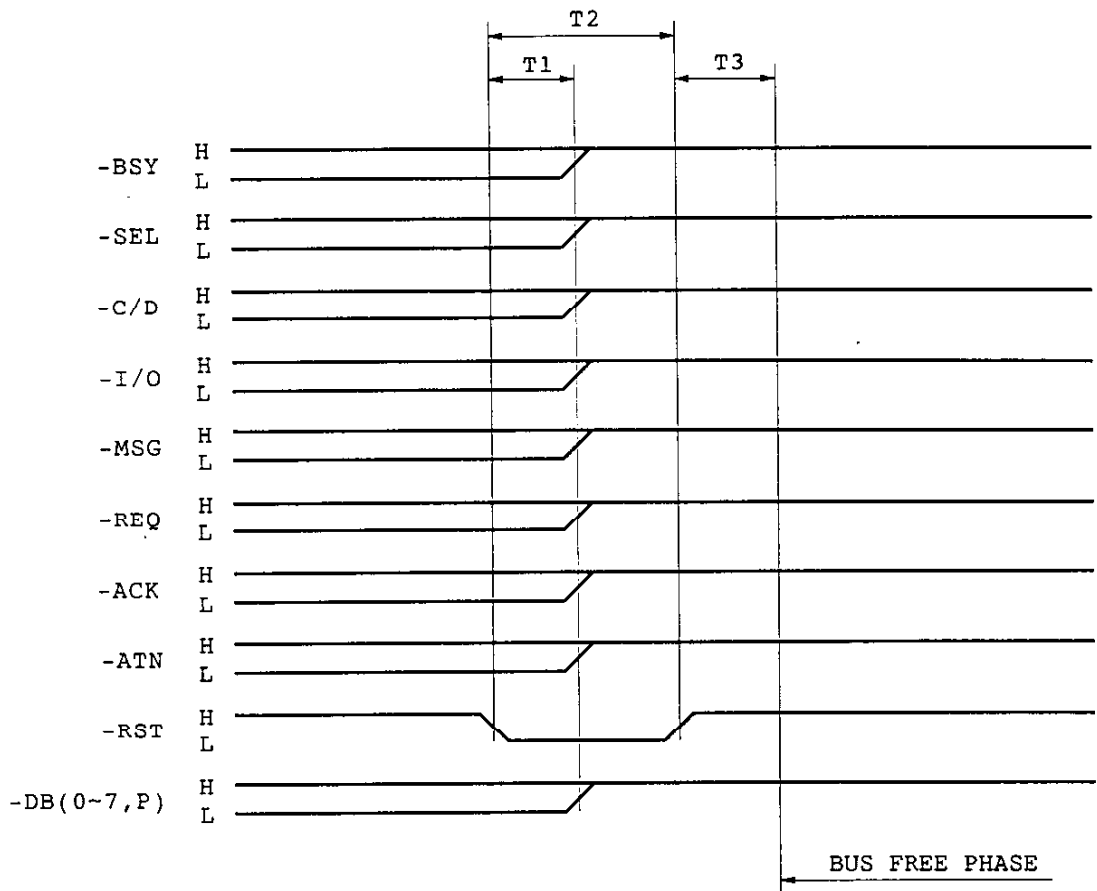 T2
T1 T3
-BSY H
L
-SEL H
L
-C/D H
L
-I/O H
L
-MSG H
L
-REQ H
L
-ACK H
L
-ATN H
L
-RST H
L
-DB(0~7,P) H
L
BUS FREE PHASE